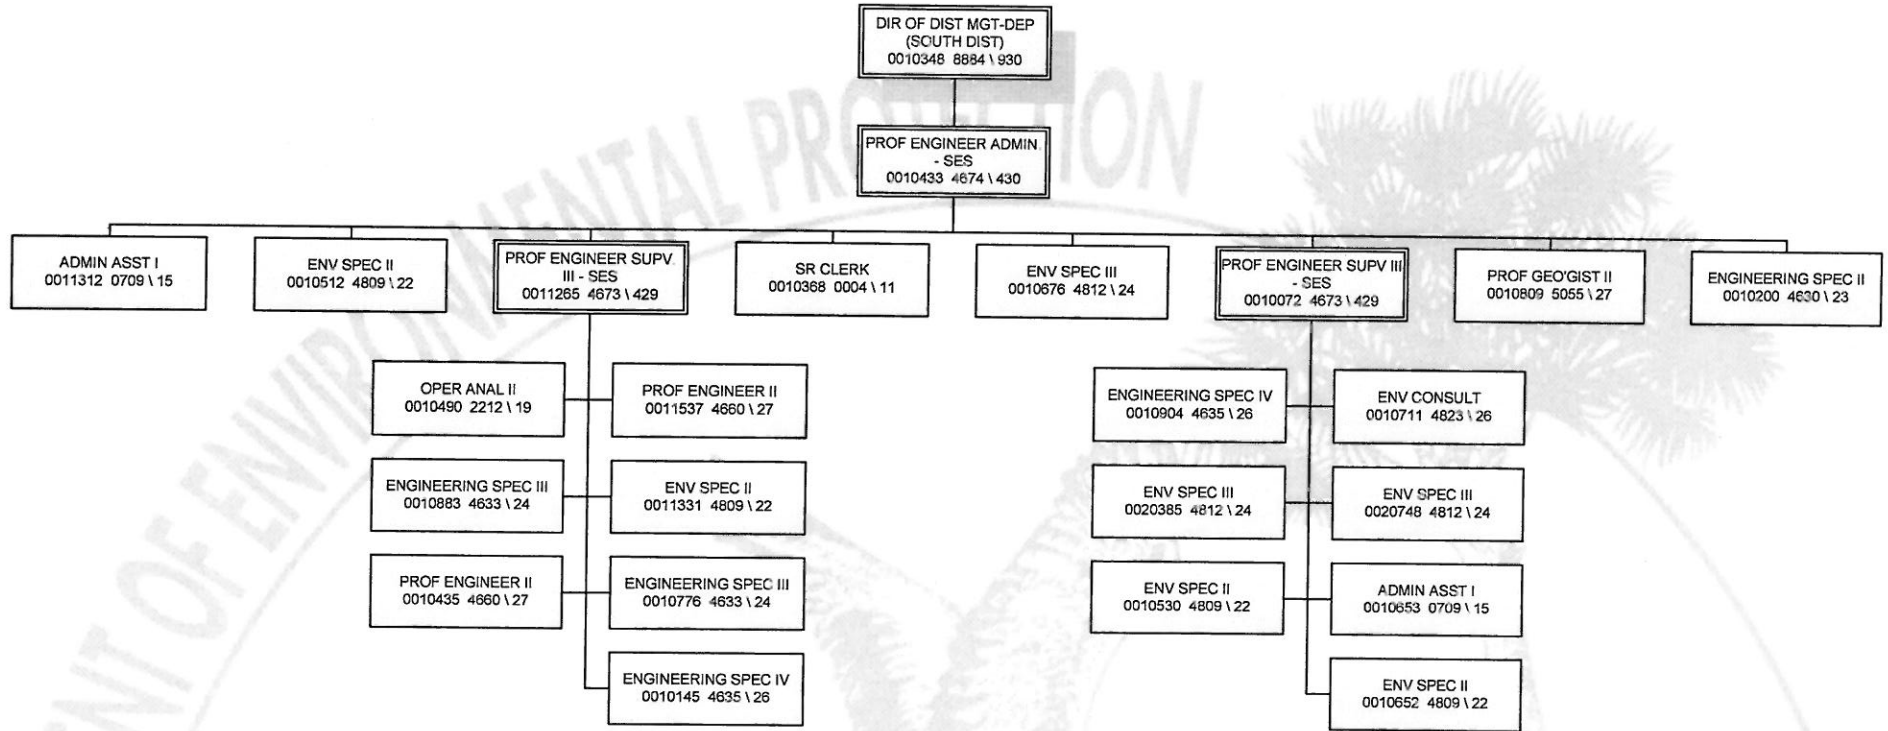 DIR OF DIST MGT-DEP
(SOUTH DIST)
0010348 8884 \ 930
PROF ENGINEER ADMIN.
- SES
0010433 4674 \ 430
ADMIN ASST I
0011312 0709 \ 15
ENV SPEC II
0010512 4809 \ 22
PROF ENGINEER SUPV.
III - SES
0011265 4673 \ 429
SR CLERK
0010368 0004 \ 11
ENV SPEC III
0010676 4812 \ 24
PROF ENGINEER SUPV III
- SES
0010072 4673 \ 429
PROF GEO'GIST II
0010809 5055 \ 27
ENGINEERING SPEC II
0010200 4630 \ 23
OPER ANAL II
0010490 2212 \ 19
PROF ENGINEER II
0011537 4660 \ 27
ENGINEERING SPEC III
0010883 4633 \ 24
ENV SPEC II
0011331 4809 \ 22
PROF ENGINEER II
0010435 4660 \ 27
ENGINEERING SPEC III
0010776 4633 \ 24
ENGINEERING SPEC IV
0010145 4635 \ 26
ENGINEERING SPEC IV
0010904 4635 \ 26
ENV CONSULT
0010711 4823 \ 26
ENV SPEC III
0020385 4812 \ 24
ENV SPEC III
0020748 4812 \ 24
ENV SPEC II
0010530 4809 \ 22
ADMIN ASST I
0010653 0709 \ 15
ENV SPEC II
0010652 4809 \ 22
OF ENVIRONMENTAL PROTECTION